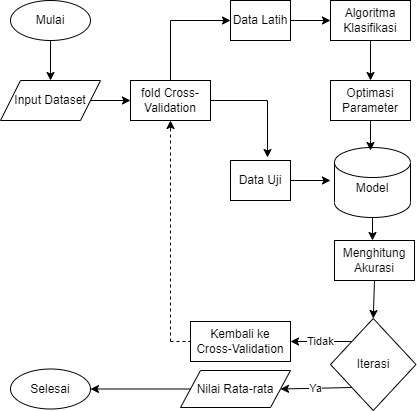 Mulai
Data Latih
Algoritma
Klasifikasi
Input Dataset
fold Cross-
Validation
Optimasi
Parameter
Data Uji
Model
Menghitung
Akurasi
Kembali ke
Cross-Validation
Tidak
Iterasi
Selesai
Nilai Rata-rata
Ya